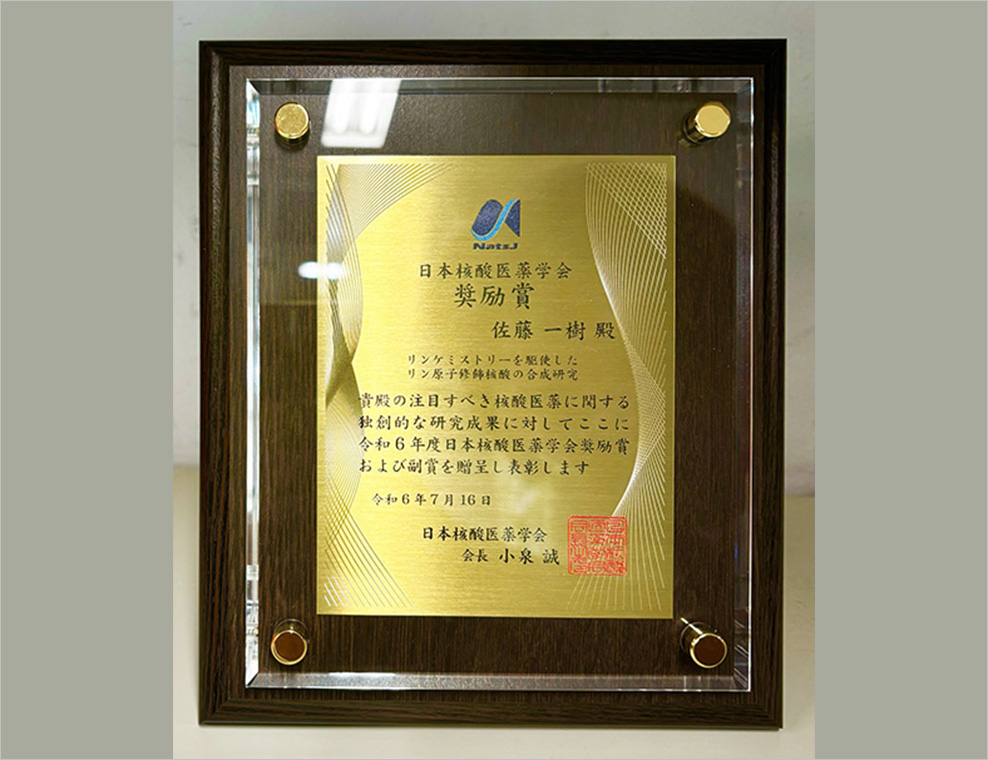 NatsJ
日本核酸医薬学会
奨励賞
佐藤 一樹 殿
リンケミストリーを駆使した
リン原子修飾核酸の合成研究
貴殿の注目すべき核酸医薬に関する
独創的な研究成果に対してここに
令和6年度日本核酸医薬学会奨励賞
および副賞を贈呈し表彰します
令和6年7月16日
日本核酸医薬学会
会長 小泉 誠